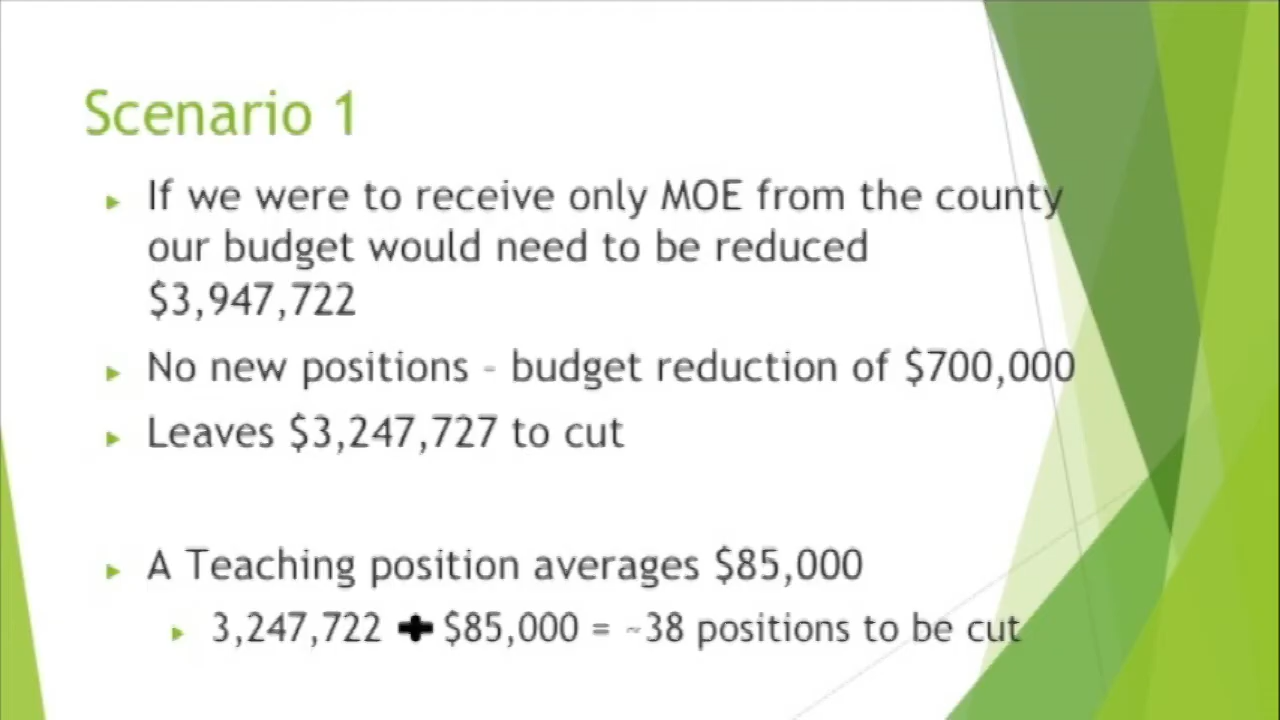 Scenario 1
If we were to receive only MOE from the county
our budget would need to be reduced
$3,947,722
No new positions - budget reduction of $700,000
Leaves $3,247,727 to cut
A Teaching position averages $85,000
3,247,722 ➕ $85,000 = ~38 positions to be cut